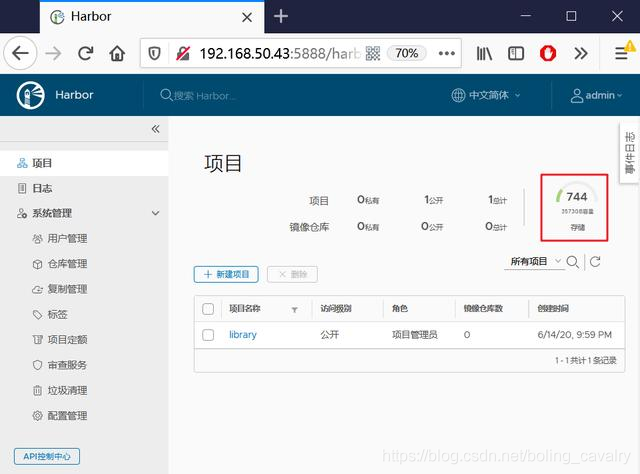 Harbor
192.168.50.43:5888/harb
70%
Harbor
搜索 Harbor...
中文简体
admin
事件日志
项目
日志
系统管理
用户管理
仓库管理
复制管理
标签
项目定额
审查服务
垃圾清理
配置管理
API控制中心
项目
项目 0私有 1公开 1总计
镜像仓库 0私有 0公开 0总计
744
35730B容量
存储
所有项目
新建项目 删除
项目名称 访问级别 角色 镜像仓库数 创建时间
library 公开 项目管理员 0 6/14/20, 9:59 PM
1 - 1 共计 1 条记录
https://blog.csdn.net/boling_cavalry